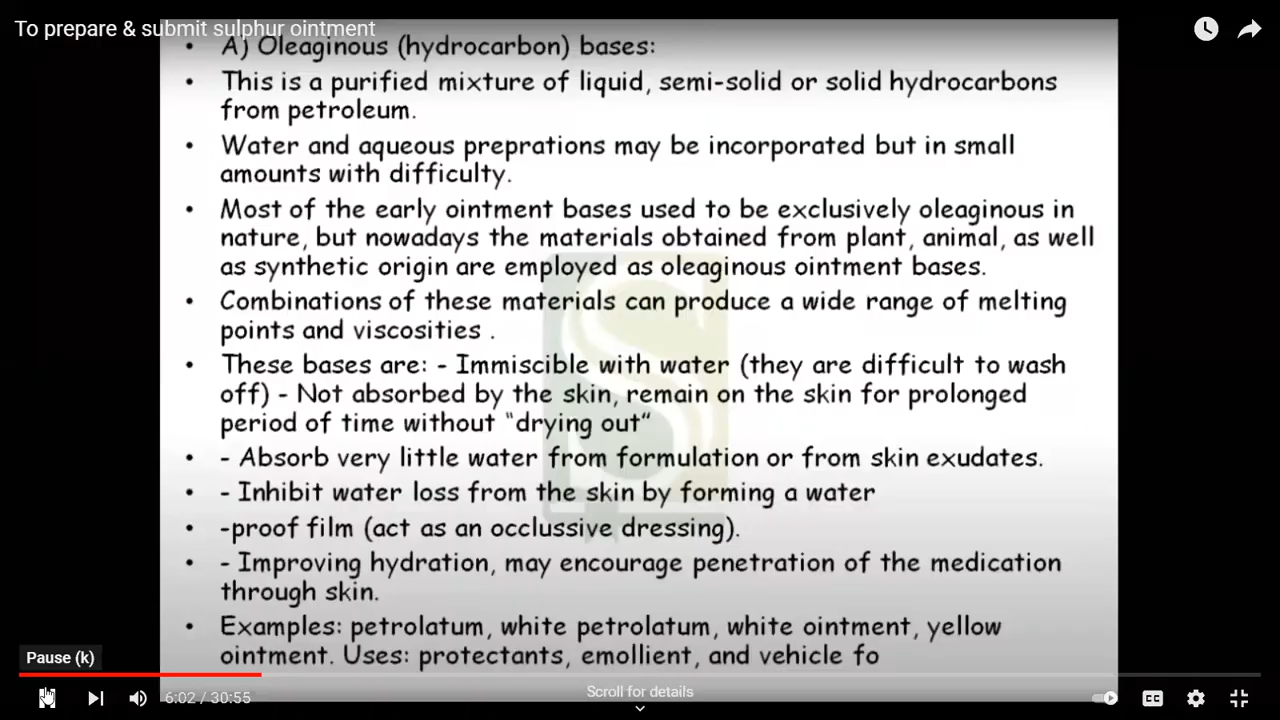 To prepare & submit sulphur ointment
• A) Oleaginous (hydrocarbon) bases:
• This is a purified mixture of liquid, semi-solid or solid hydrocarbons
from petroleum.
• Water and aqueous preprations may be incorporated but in small
amounts with difficulty.
• Most of the early ointment bases used to be exclusively oleaginous in
nature, but nowadays the materials obtained from plant, animal, as well
as synthetic origin are employed as oleaginous ointment bases.
• Combinations of these materials can produce a wide range of melting
points and viscosities .
• These bases are: - Immiscible with water (they are difficult to wash
off) - Not absorbed by the skin, remain on the skin for prolonged
period of time without “drying out”
• - Absorb very little water from formulation or from skin exudates.
• - Inhibit water loss from the skin by forming a water
• -proof film (act as an occlussive dressing).
• - Improving hydration, may encourage penetration of the medication
through skin.
• Examples: petrolatum, white petrolatum, white ointment, yellow
ointment. Uses: protectants, emollient, and vehicle fo
Pause (k)
6:02 / 30:55
Scroll for details
CC